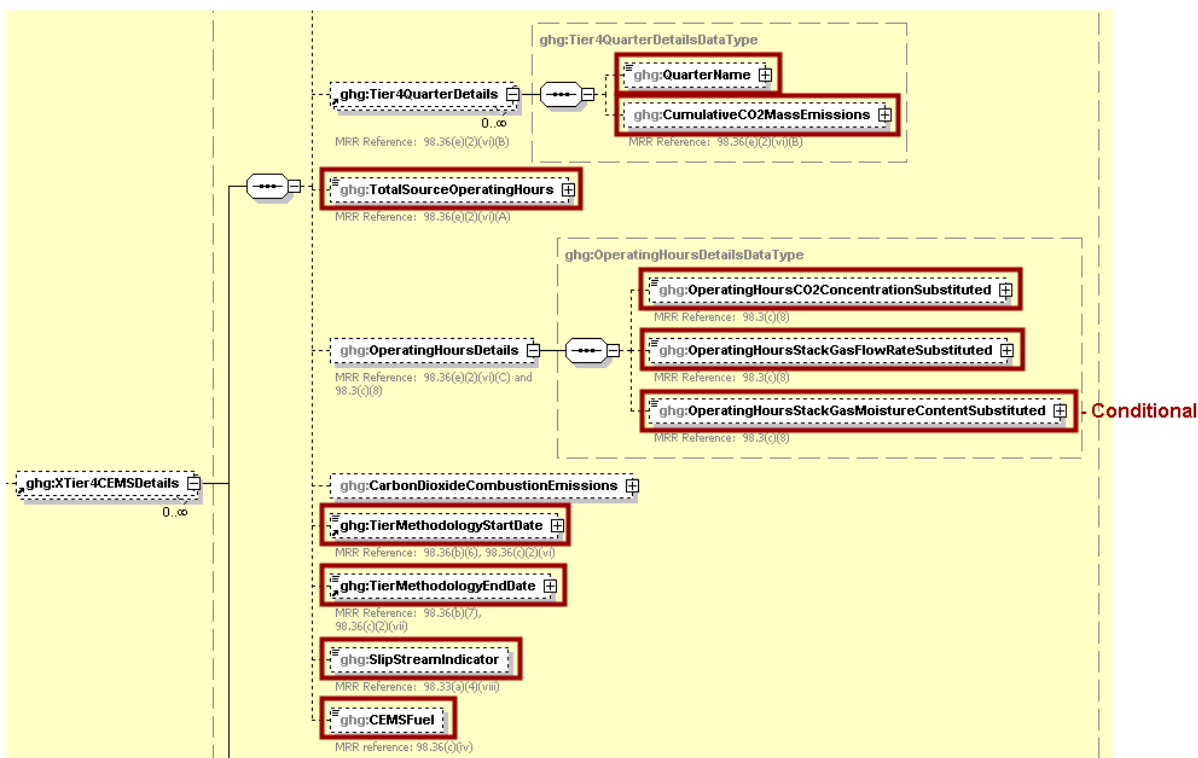 ghg:Tier4QuarterDetailsDataType
ghg:QuarterName
ghg:Tier4QuarterDetails
ghg:CumulativeCO2MassEmissions
0..∞
MRR Reference: 98.36(e)(2)(vi)(B)
MRR Reference: 98.36(e)(2)(vi)(B)
ghg:TotalSourceOperatingHours
MRR Reference: 98.36(e)(2)(vi)(A)
ghg:OperatingHoursDetailsDataType
ghg:OperatingHoursCO2ConcentrationSubstituted
MRR Reference: 98.3(c)(8)
ghg:OperatingHoursDetails
ghg:OperatingHoursStackGasFlowRateSubstituted
MRR Reference: 98.36(e)(2)(vi)(C) and
98.3(c)(8)
MRR Reference: 98.3(c)(8)
ghg:OperatingHoursStackGasMoistureContentSubstituted
Conditional
MRR Reference: 98.3(c)(8)
ghg:XTier4CEMSDetails
0..∞
ghg:CarbonDioxideCombustionEmissions
ghg:TierMethodologyStartDate
MRR Reference: 98.36(b)(6), 98.36(c)(2)(vi)
ghg:TierMethodologyEndDate
MRR Reference: 98.36(b)(7),
98.36(c)(2)(vii)
ghg:SlipStreamIndicator
MRR Reference: 98.33(a)(4)(viii)
ghg:CEMSFuel
MRR reference: 98.36(c)(iv)